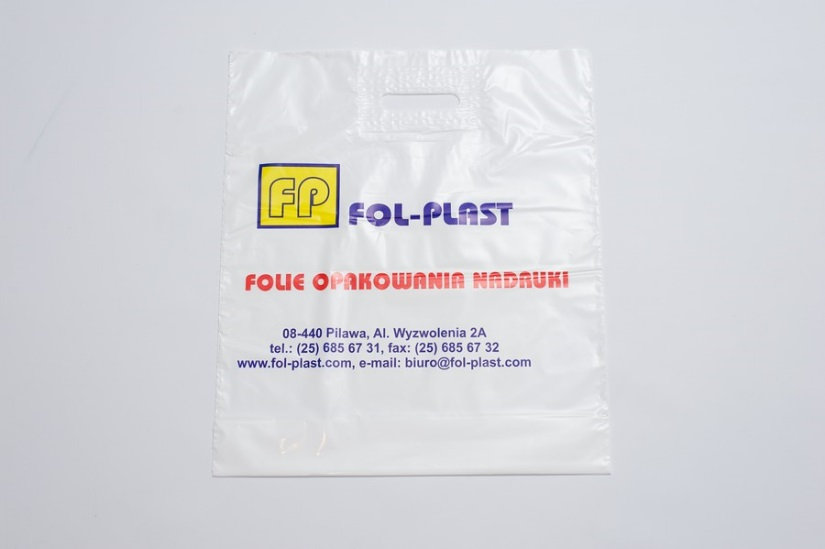 FP
FOL-PLAST
FOLIE OPAKOWANIA NADRUKI
08-440 Pilawa, Al. Wyzwolenia 2A
tel.: (25) 685 67 31, fax: (25) 685 67 32
www.fol-plast.com, e-mail: biuro@fol-plast.com